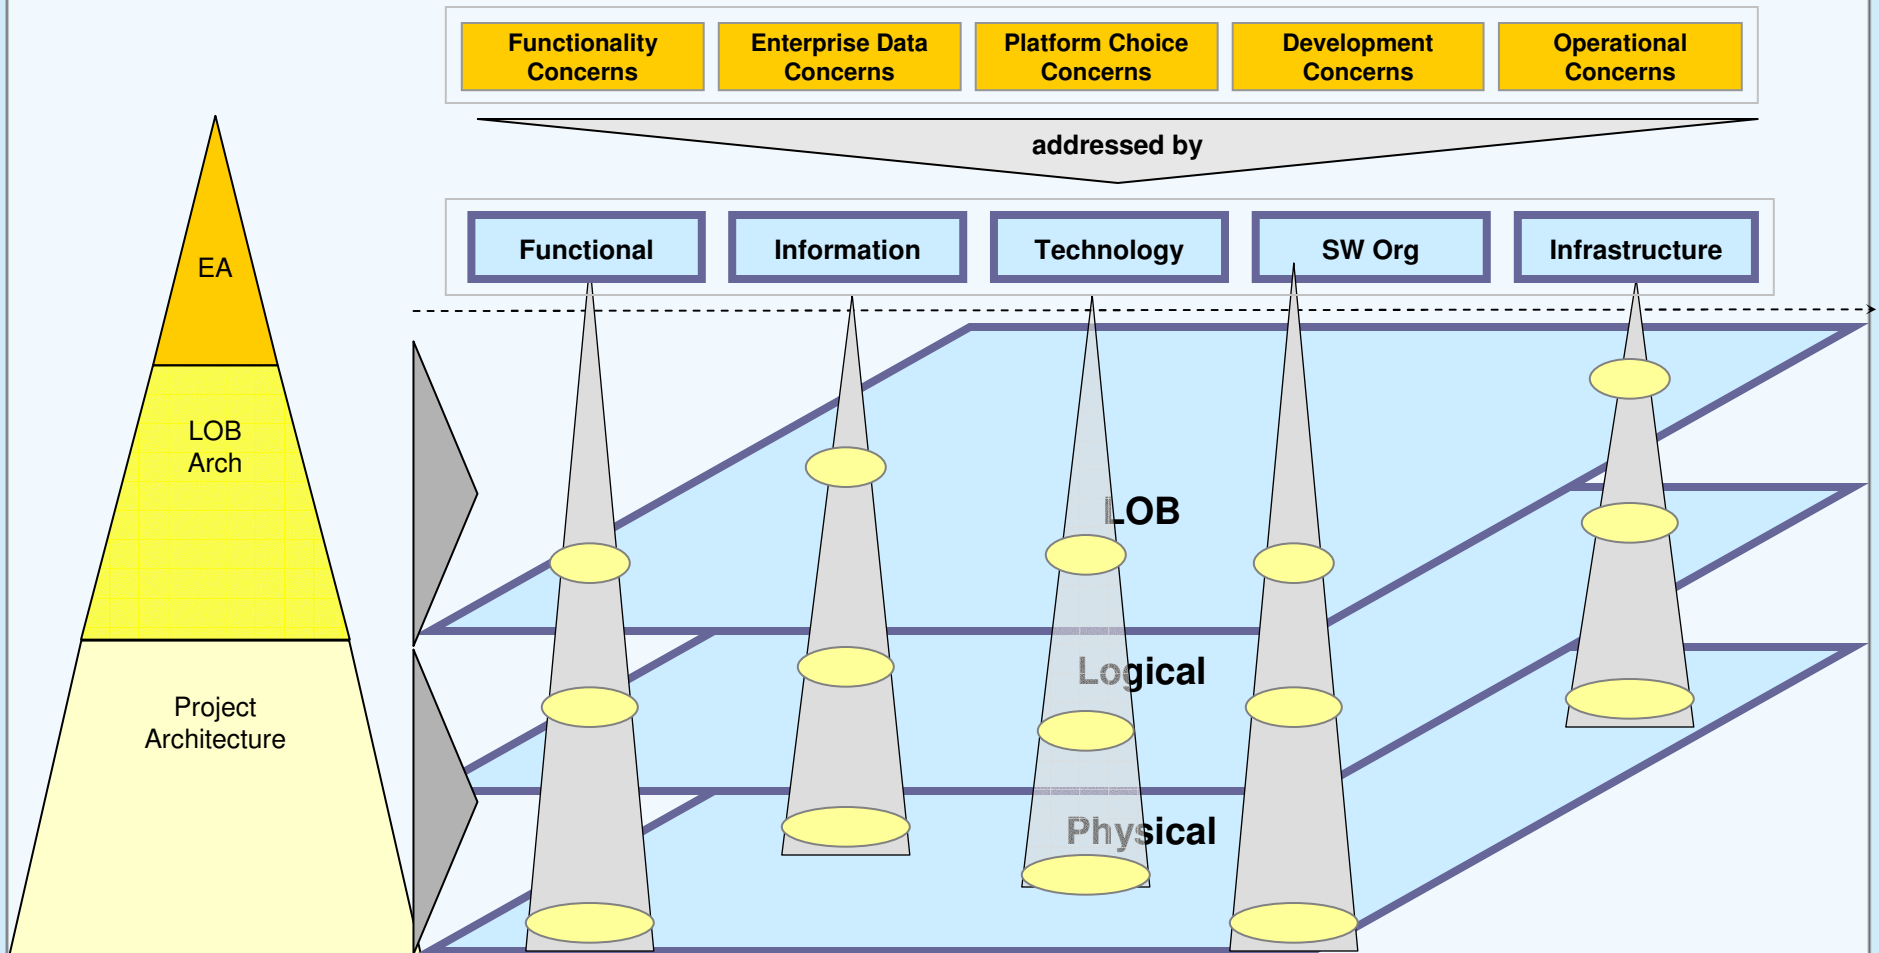 Functionality
Concerns
Enterprise Data
Concerns
Platform Choice
Concerns
Development
Concerns
Operational
Concerns
addressed by
Functional
Information
Technology
SW Org
Infrastructure
EA
LOB
Arch
Project
Architecture
LOB
Logical
Physical